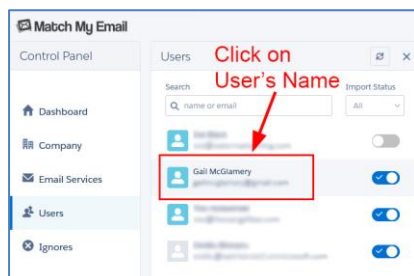 Match My Email
Control Panel
Users
Click on
User's Name
Search
Import Status
name or email
All
Dashboard
Company
Gail McGlamery
Email Services
Users
Ignores